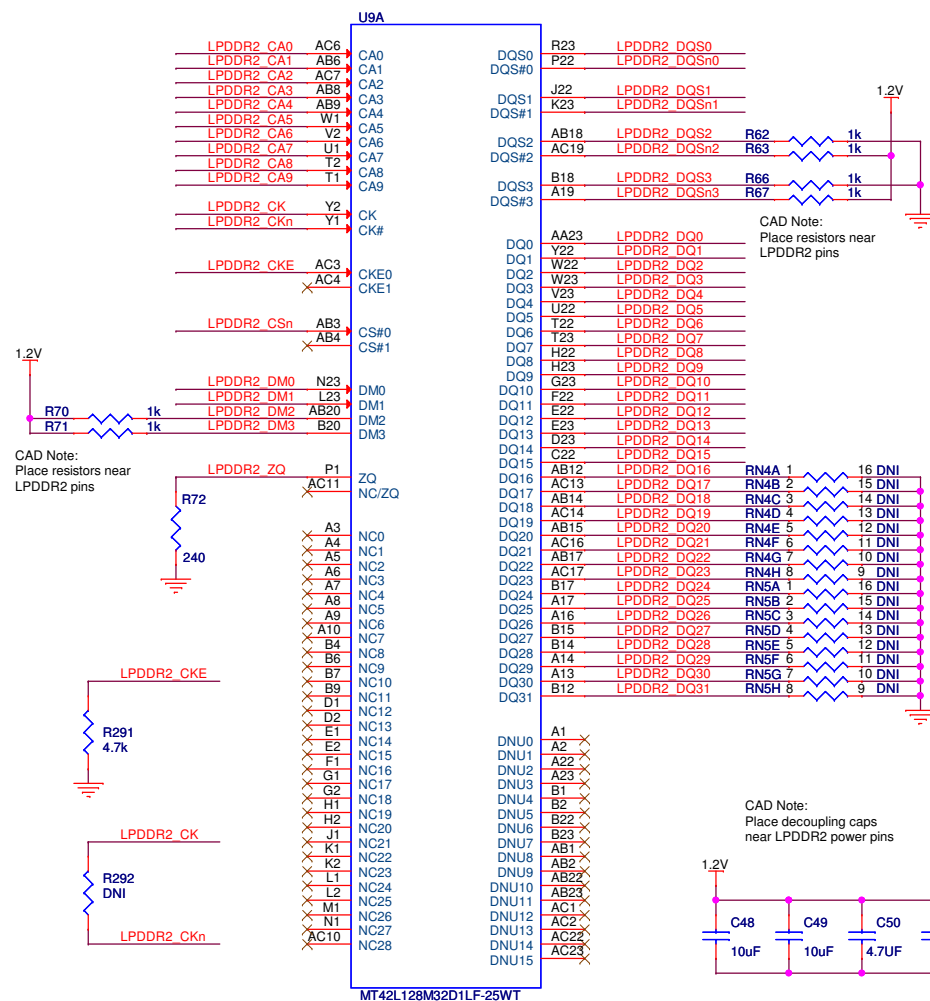 U9A
LPDDR2_CA0 AC6 CA0
LPDDR2_CA1 AB6 CA1
LPDDR2_CA2 AC7 CA2
LPDDR2_CA3 AB8 CA3
LPDDR2_CA4 AB9 CA4
LPDDR2_CA5 W1 CA5
LPDDR2_CA6 V2 CA6
LPDDR2_CA7 U1 CA7
LPDDR2_CA8 T2 CA8
LPDDR2_CA9 T1 CA9
LPDDR2_CK Y2 CK
LPDDR2_CKn Y1 CK#
LPDDR2_CKE AC3 CKE0
AC4 CKE1
LPDDR2_CSn AB3 CS#0
AB4 CS#1
1.2V
LPDDR2_DM0 N23 DM0
LPDDR2_DM1 L23 DM1
R70 1k LPDDR2_DM2 AB20 DM2
R71 1k LPDDR2_DM3 B20 DM3
CAD Note:
Place resistors near
LPDDR2 pins
LPDDR2_ZQ P1 ZQ
AC11 NC/ZQ
R72
240
A3 NC0
A4 NC1
A5 NC2
A6 NC3
A7 NC4
A8 NC5
A9 NC6
A10 NC7
B4 NC8
B6 NC9
B7 NC10
B9 NC11
D1 NC12
D2 NC13
E1 NC14
E2 NC15
F1 NC16
G1 NC17
G2 NC18
H1 NC19
H2 NC20
J1 NC21
K1 NC22
K2 NC23
L1 NC24
L2 NC25
M1 NC26
N1 NC27
AC10 NC28
LPDDR2_CKE
R291
4.7k
LPDDR2_CK
R292
DNI
LPDDR2_CKn
DQS0 R23 LPDDR2_DQS0
DQS#0 P22 LPDDR2_DQSn0
DQS1 J22 LPDDR2_DQS1
DQS#1 K23 LPDDR2_DQSn1
1.2V
DQS2 AB18 LPDDR2_DQS2 R62 1k
DQS#2 AC19 LPDDR2_DQSn2 R63 1k
DQS3 B18 LPDDR2_DQS3 R66 1k
DQS#3 A19 LPDDR2_DQSn3 R67 1k
CAD Note:
Place resistors near
LPDDR2 pins
DQ0 AA23 LPDDR2_DQ0
DQ1 Y22 LPDDR2_DQ1
DQ2 W22 LPDDR2_DQ2
DQ3 W23 LPDDR2_DQ3
DQ4 V23 LPDDR2_DQ4
DQ5 U22 LPDDR2_DQ5
DQ6 T22 LPDDR2_DQ6
DQ7 T23 LPDDR2_DQ7
DQ8 H22 LPDDR2_DQ8
DQ9 H23 LPDDR2_DQ9
DQ10 G23 LPDDR2_DQ10
DQ11 F22 LPDDR2_DQ11
DQ12 E22 LPDDR2_DQ12
DQ13 E23 LPDDR2_DQ13
DQ14 D23 LPDDR2_DQ14
DQ15 C22 LPDDR2_DQ15
DQ16 AB12 LPDDR2_DQ16 RN4A 1 16 DNI
DQ17 AC13 LPDDR2_DQ17 RN4B 2 15 DNI
DQ18 AB14 LPDDR2_DQ18 RN4C 3 14 DNI
DQ19 AC14 LPDDR2_DQ19 RN4D 4 13 DNI
DQ20 AB15 LPDDR2_DQ20 RN4E 5 12 DNI
DQ21 AC16 LPDDR2_DQ21 RN4F 6 11 DNI
DQ22 AB17 LPDDR2_DQ22 RN4G 7 10 DNI
DQ23 AC17 LPDDR2_DQ23 RN4H 8 9 DNI
DQ24 B17 LPDDR2_DQ24 RN5A 1 16 DNI
DQ25 A17 LPDDR2_DQ25 RN5B 2 15 DNI
DQ26 A16 LPDDR2_DQ26 RN5C 3 14 DNI
DQ27 B15 LPDDR2_DQ27 RN5D 4 13 DNI
DQ28 B14 LPDDR2_DQ28 RN5E 5 12 DNI
DQ29 A14 LPDDR2_DQ29 RN5F 6 11 DNI
DQ30 A13 LPDDR2_DQ30 RN5G 7 10 DNI
DQ31 B12 LPDDR2_DQ31 RN5H 8 9 DNI
DNU0 A1
DNU1 A2
DNU2 A22
DNU3 A23
DNU4 B1
DNU5 B2
DNU6 B22
DNU7 B23
DNU8 AB1
DNU9 AB2
DNU10 AB22
DNU11 AB23
DNU12 AC1
DNU13 AC2
DNU14 AC22
DNU15 AC23
CAD Note:
Place decoupling caps
near LPDDR2 power pins
1.2V
C48 C49 C50
10uF 10uF 4.7UF
MT42L128M32D1LF-25WT